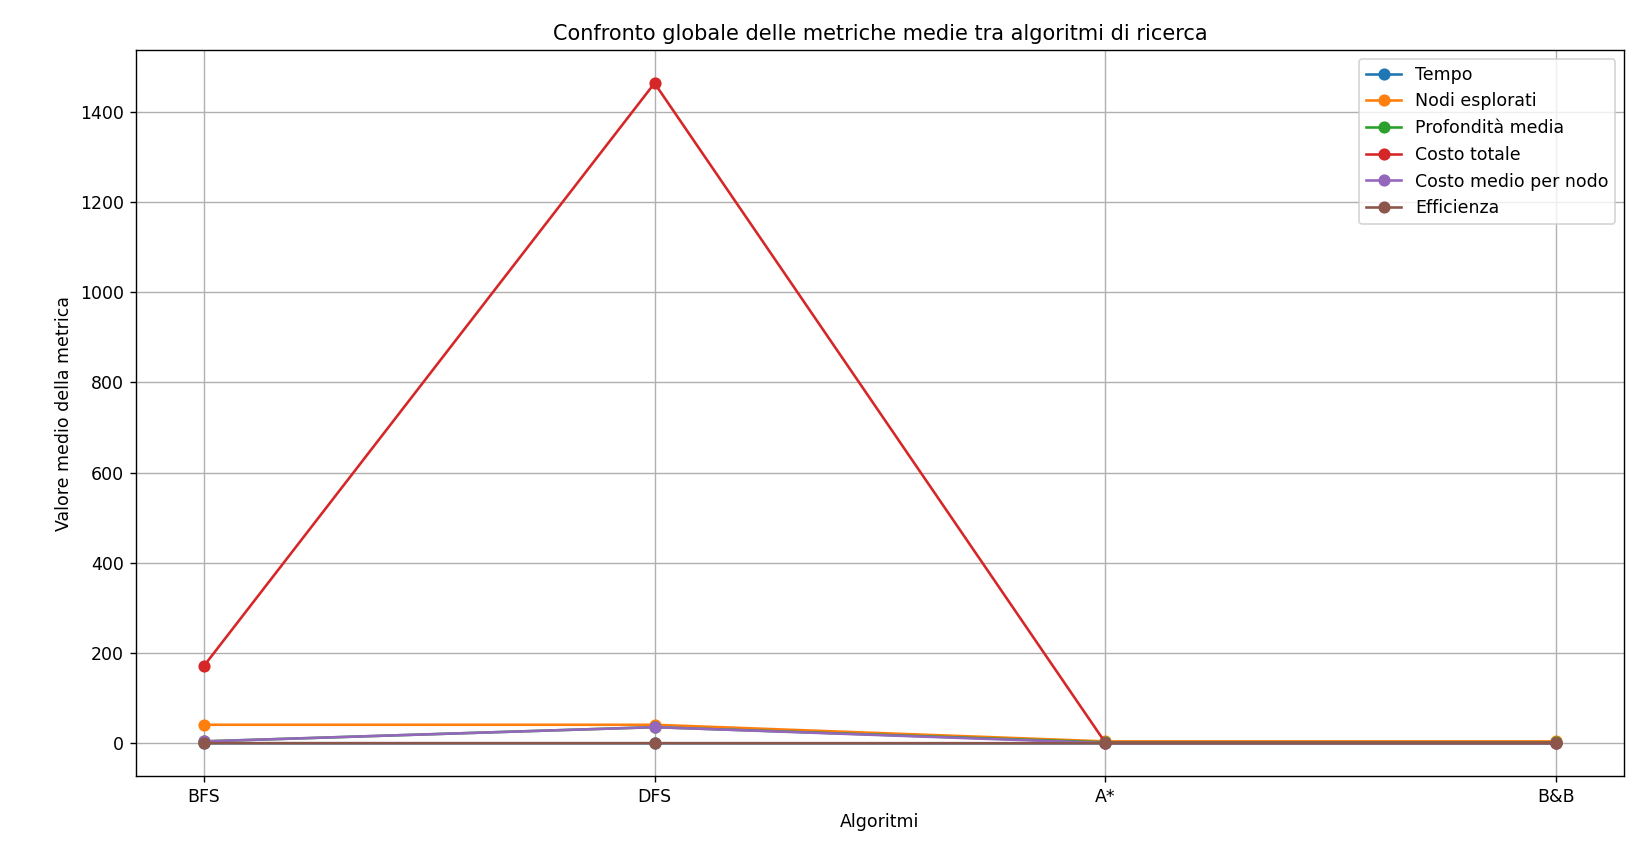 Confronto globale delle metriche medie tra algoritmi di ricerca
Tempo
Nodi esplorati
Profondità media
Costo totale
Costo medio per nodo
Efficienza
Valore medio della metrica
1400
1200
1000
800
600
400
200
0
BFS
DFS
A*
B&B
Algoritmi